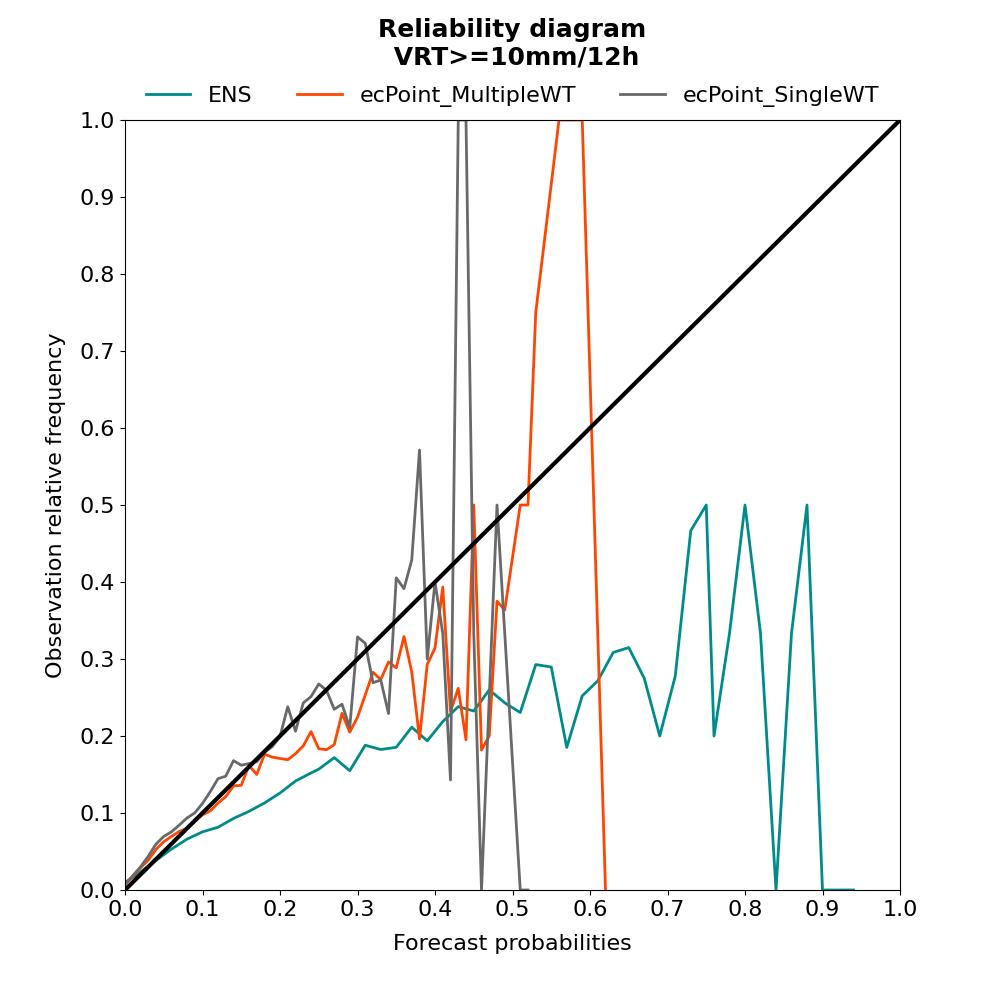 Reliability diagram
VRT>=10mm/12h
ENS ecPoint_MultipleWT ecPoint_SingleWT
1.0
0.9
0.8
0.7
0.6
0.5
0.4
0.3
0.2
0.1
0.0
Observation relative frequency
0.0 0.1 0.2 0.3 0.4 0.5 0.6 0.7 0.8 0.9 1.0
Forecast probabilities